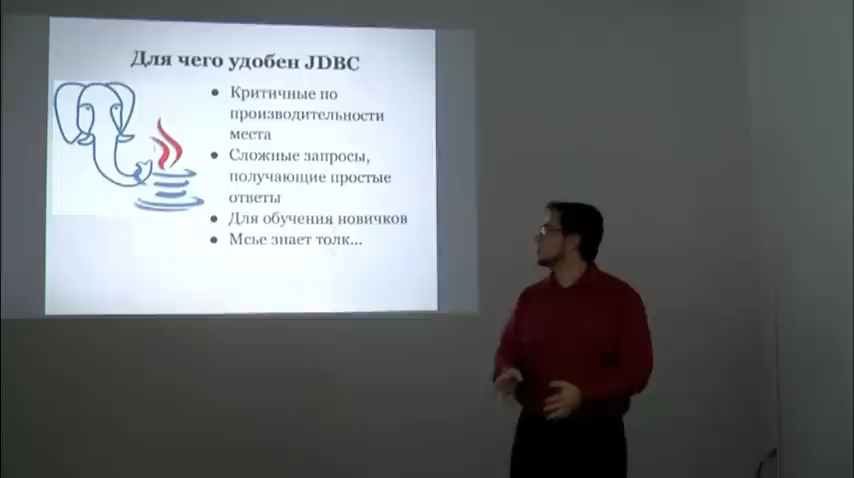 Для чего удобен JDBC
● Критичные по
производительности
места
● Сложные запросы,
получающие простые
ответы
● Для обучения новичков
● Мсье знает толк...